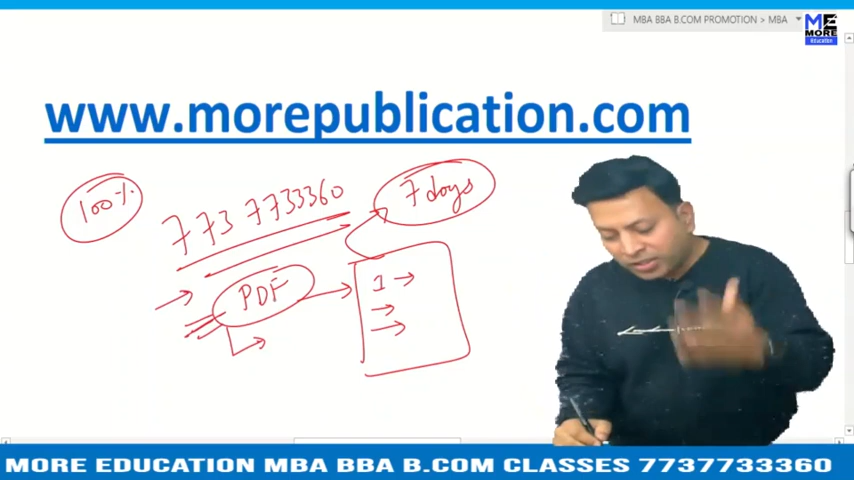 MBA BBA B.COM PROMOTION > MBA
ME
MORE
Education
www.morepublication.com
100%
773 7733360
7 days
PDF
1 →
MORE EDUCATION MBA BBA B.COM CLASSES 7737733360